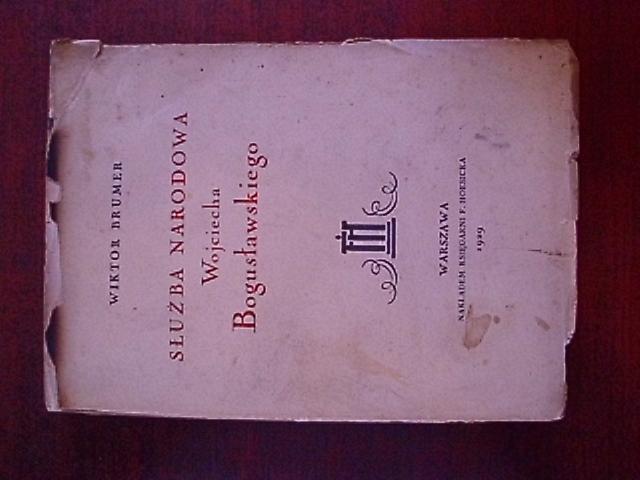 WIKTOR BRUMER
SŁUŻBA NARODOWA
Wojciecha
Bogusławskiego
WARSZAWA
NAKŁADEM KSIĘGARNI F. HOESICKA
1929